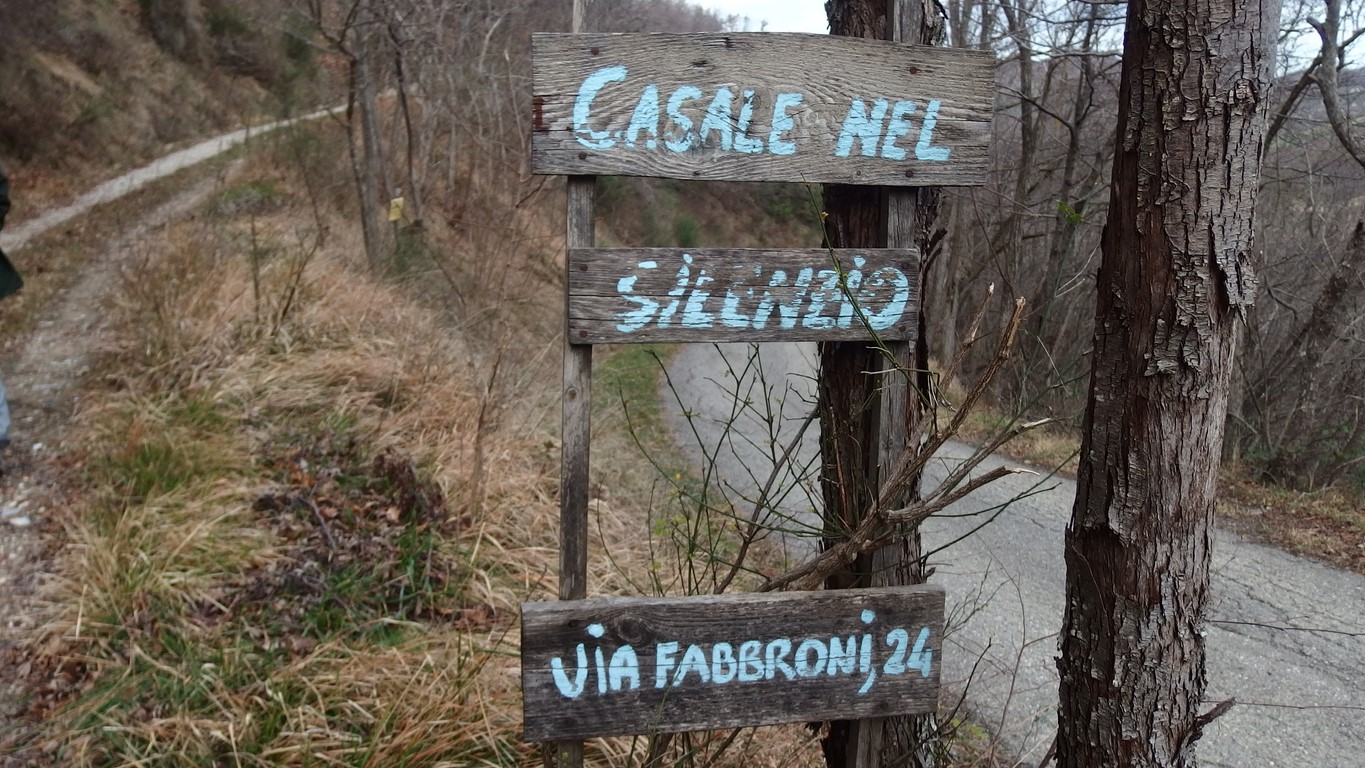 CASALE NEL
SiLENZiO
ViA FABBRONi, 24